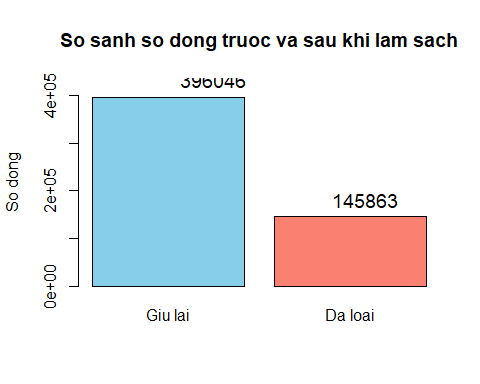 So sanh so dong truoc va sau khi lam sach
396046
145863
So dong
4e+05
2e+05
0e+00
Giu lai
Da loai